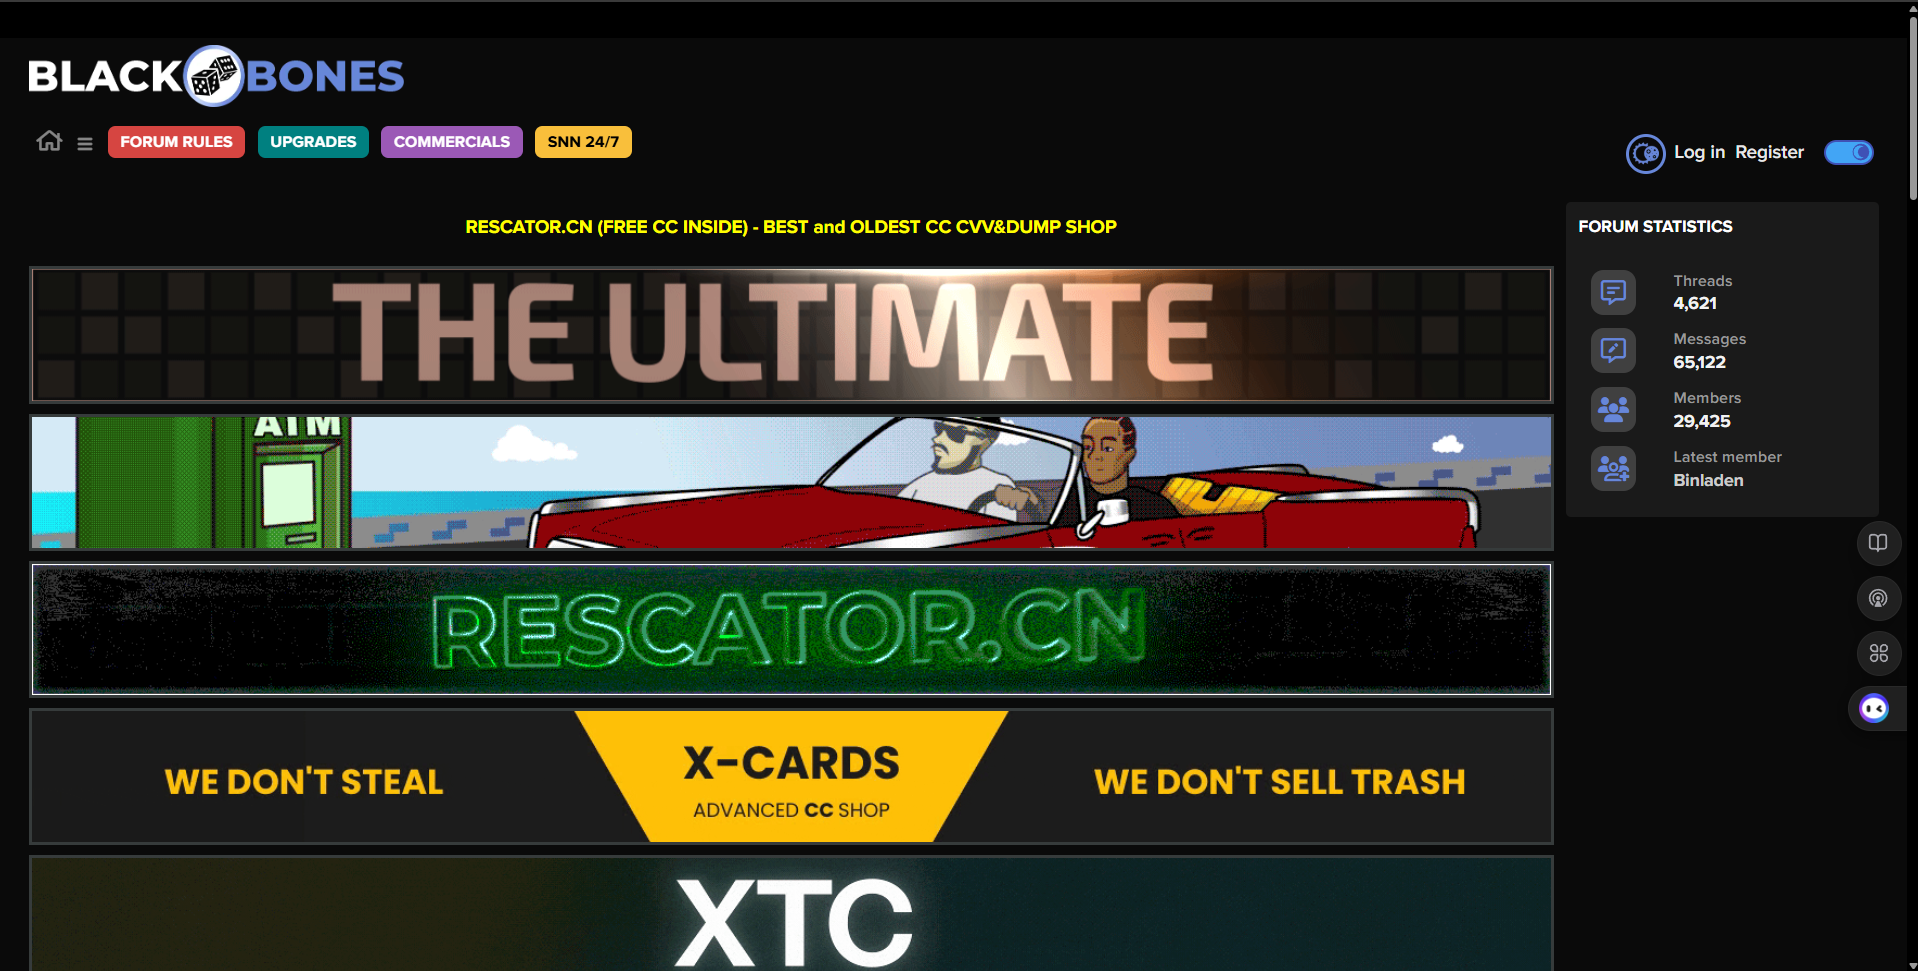 BLACK BONES
FORUM RULES
UPGRADES
COMMERCIALS
SNN 24/7
Log in Register
RESCATOR.CN (FREE CC INSIDE) - BEST and OLDEST CC CVV&DUMP SHOP
THE ULTIMATE
ATM
RESCATOR.CN
WE DON'T STEAL
X-CARDS
ADVANCED CC SHOP
WE DON'T SELL TRASH
XTC
FORUM STATISTICS
Threads
4,621
Messages
65,122
Members
29,425
Latest member
Binladen